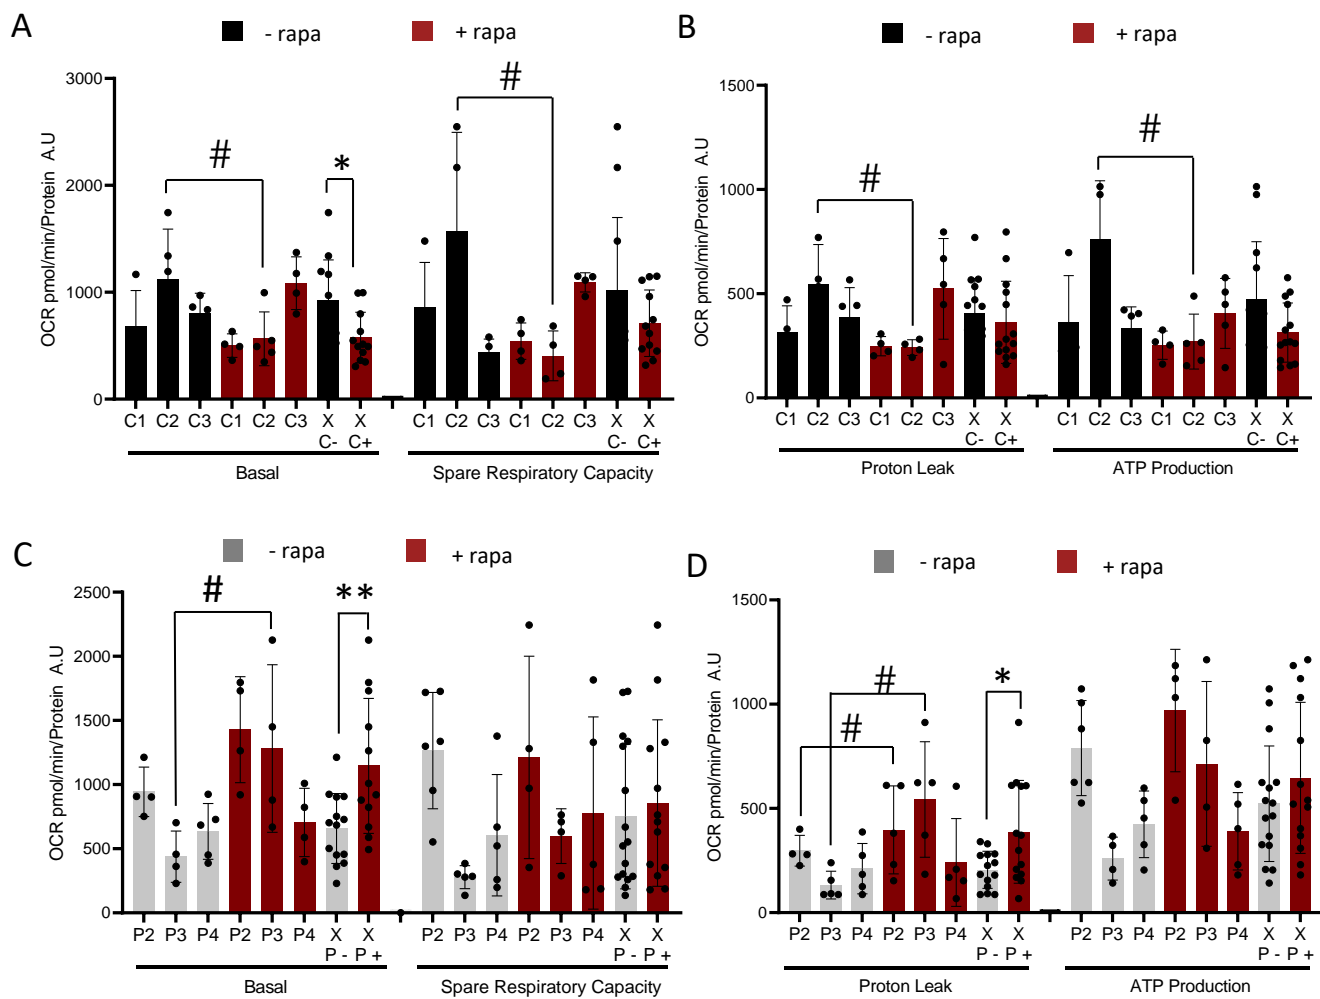 A
- rapa
+ rapa
OCR pmol/min/Protein A.U
3000
2000
1000
0
#
*
#
C1 C2 C3 C1 C2 C3 X X C1 C2 C3 C1 C2 C3 X X
C- C+ C- C+
Basal
Spare Respiratory Capacity
B
- rapa
+ rapa
OCR pmol/min/Protein A.U
1500
1000
500
0
#
#
C1 C2 C3 C1 C2 C3 X X C1 C2 C3 C1 C2 C3 X X
C- C+ C- C+
Proton Leak
ATP Production
C
- rapa
+ rapa
OCR pmol/min/Protein A.U
2500
2000
1500
1000
500
0
#
**
P2 P3 P4 P2 P3 P4 X X P2 P3 P4 P2 P3 P4 X X
P - P + P - P +
Basal
Spare Respiratory Capacity
D
- rapa
+ rapa
OCR pmol/min/Protein A.U
1500
1000
500
0
#
#
*
P2 P3 P4 P2 P3 P4 X X P2 P3 P4 P2 P3 P4 X X
P - P + P - P +
Proton Leak
ATP Production